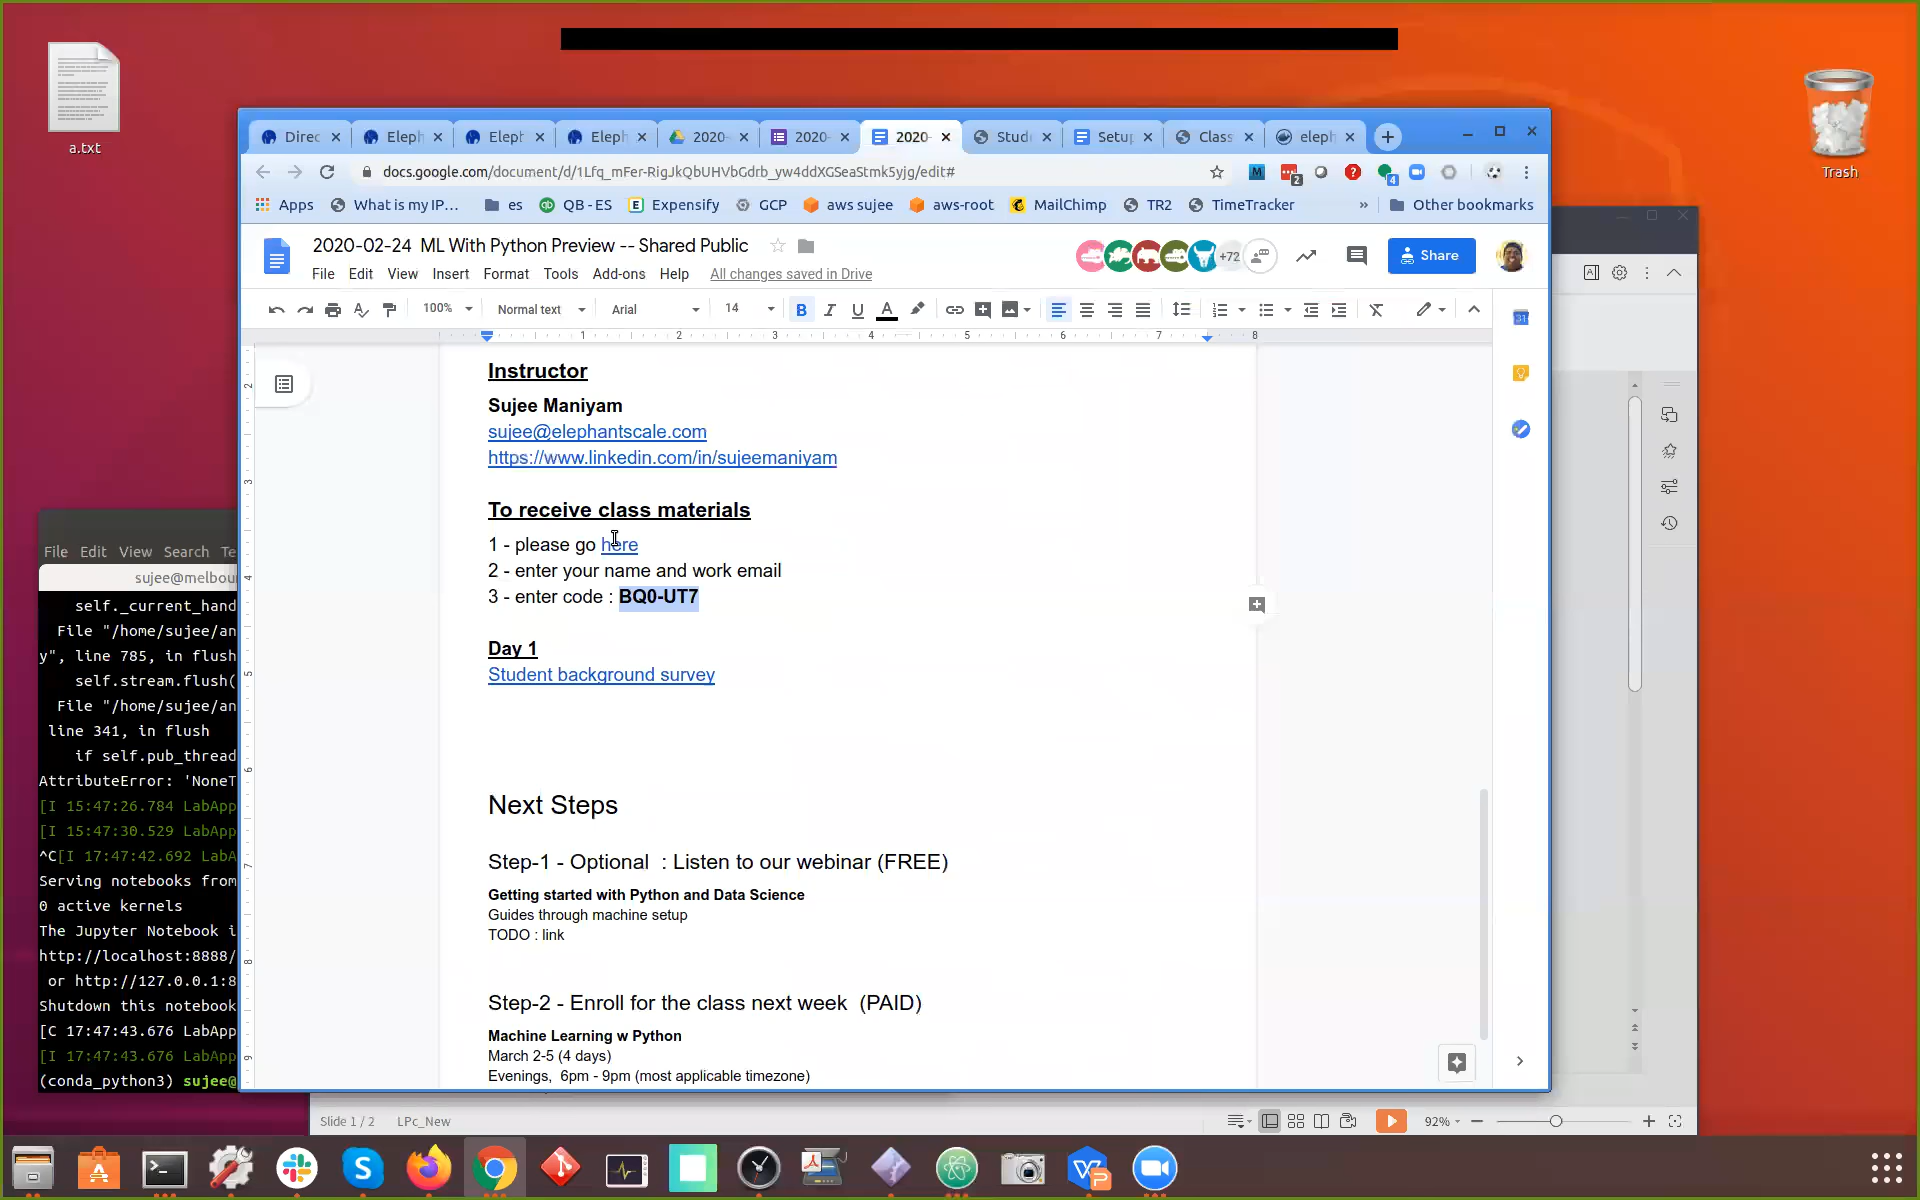 a.txt
Trash
Direc
Eleph
Eleph
Eleph
2020-
2020-
2020-
Stud
Setup
Class
eleph
docs.google.com/document/d/1Lfq_mFer-RigJkQbUHVbGdrb_yw4ddXGSeaStmk5yjg/edit#
Apps
What is my IP...
es
QB - ES
Expensify
GCP
aws sujee
aws-root
MailChimp
TR2
TimeTracker
»
Other bookmarks
2020-02-24  ML With Python Preview -- Shared Public
+72
Share
File Edit View Insert Format Tools Add-ons Help All changes saved in Drive
100% Normal text Arial 14
1 2 3 4 5 6 7 8
Instructor
Sujee Maniyam
sujee@elephantscale.com
https://www.linkedin.com/in/sujeemaniyam
To receive class materials
1 - please go here
2 - enter your name and work email
3 - enter code : BQ0-UT7
Day 1
Student background survey
Next Steps
Step-1 - Optional  : Listen to our webinar (FREE)
Getting started with Python and Data Science
Guides through machine setup
TODO : link
Step-2 - Enroll for the class next week  (PAID)
Machine Learning w Python
March 2-5 (4 days)
Evenings,  6pm - 9pm (most applicable timezone)
File Edit View Search Te
sujee@melbou
self._current_hand
File "/home/sujee/an
y", line 785, in flush
self.stream.flush(
File "/home/sujee/an
line 341, in flush
if self.pub_thread
AttributeError: 'NoneT
[I 15:47:26.784 LabApp
[I 15:47:30.529 LabApp
^C[I 17:47:42.692 LabA
Serving notebooks from
0 active kernels
The Jupyter Notebook i
http://localhost:8888/
or http://127.0.0.1:8
Shutdown this notebook
[C 17:47:43.676 LabApp
[I 17:47:43.676 LabApp
(conda_python3) sujee@
Slide 1 / 2
LPc_New
92%